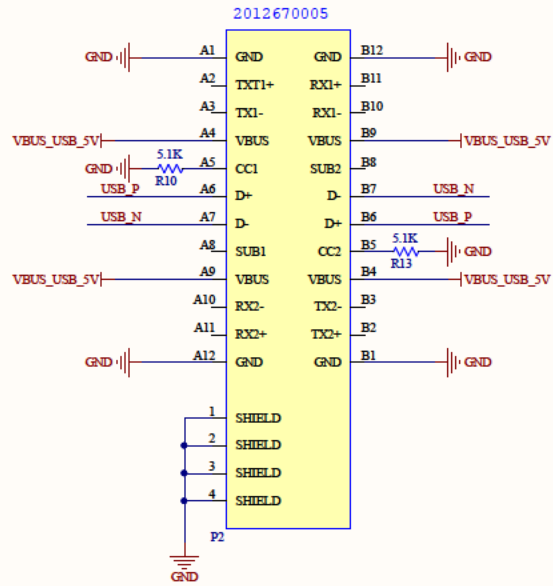 2012670005
GND A1 GND GND B12 GND
A2 TXT1+ RX1+ B11
A3 TX1- RX1- B10
VBUS_USB_5V A4 VBUS VBUS B9 VBUS_USB_5V
GND 5.1K R10 A5 CC1 SUB2 B8
USB_P A6 D+ D- B7 USB_N
USB_N A7 D- D+ B6 USB_P
A8 SUB1 CC2 B5 5.1K R13 GND
VBUS_USB_5V A9 VBUS VBUS B4 VBUS_USB_5V
A10 RX2- TX2- B3
A11 RX2+ TX2+ B2
GND A12 GND GND B1 GND
1 SHIELD
2 SHIELD
3 SHIELD
4 SHIELD
P2
GND